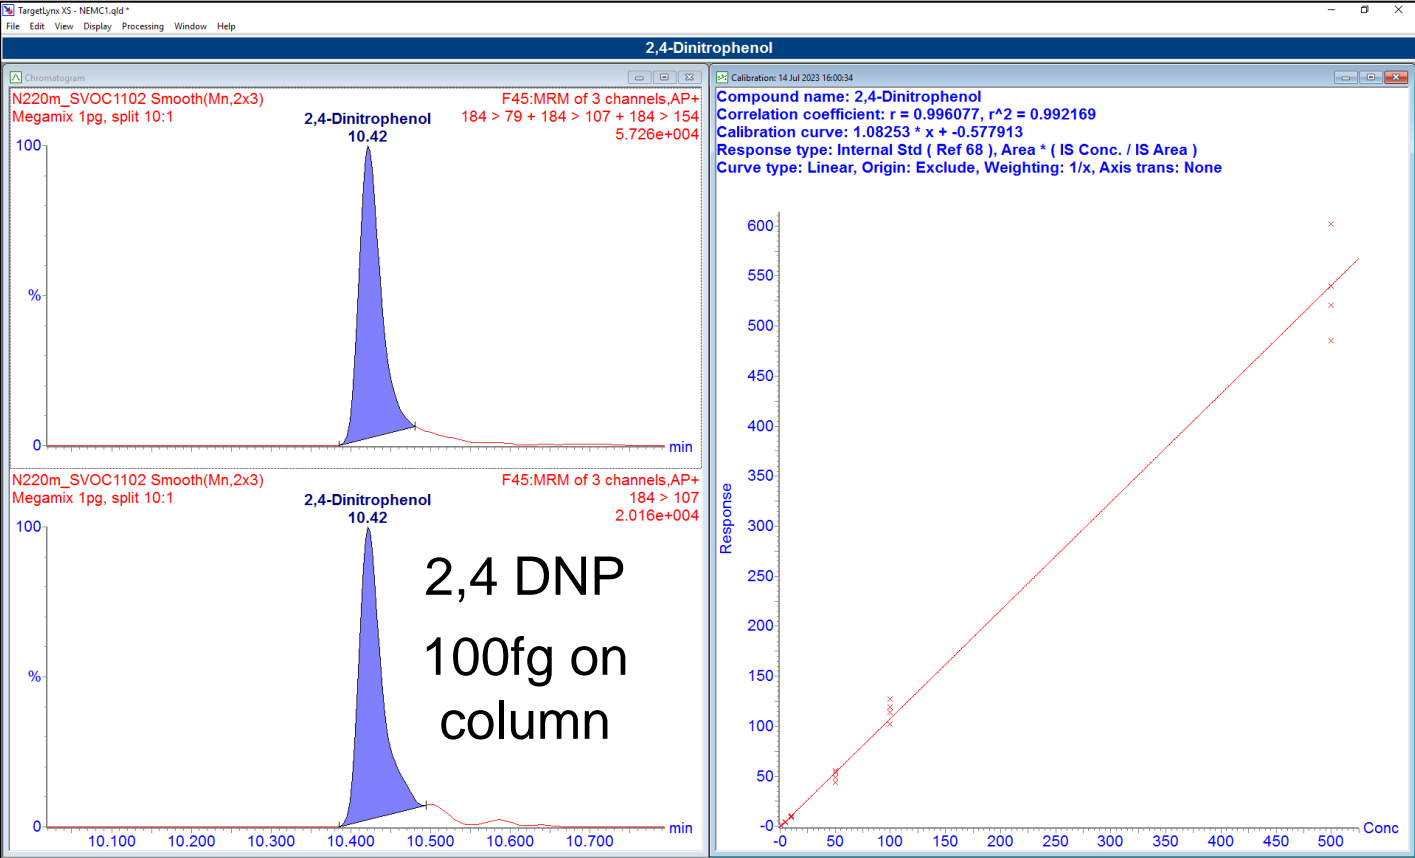 TargetLynx XS - NEMC1.qld *
File Edit View Display Processing Window Help
2,4-Dinitrophenol
Chromatogram
N220m_SVOC1102 Smooth(Mn,2x3)
Megamix 1pg, split 10:1
2,4-Dinitrophenol
10.42
F45:MRM of 3 channels,AP+
184 > 79 + 184 > 107 + 184 > 154
5.726e+004
100
%
0
min
N220m_SVOC1102 Smooth(Mn,2x3)
Megamix 1pg, split 10:1
2,4-Dinitrophenol
10.42
F45:MRM of 3 channels,AP+
184 > 107
2.016e+004
100
%
0
2,4 DNP
100fg on
column
min
10.100 10.200 10.300 10.400 10.500 10.600 10.700
Calibration: 14 Jul 2023 16:00:34
Compound name: 2,4-Dinitrophenol
Correlation coefficient: r = 0.996077, r^2 = 0.992169
Calibration curve: 1.08253 * x + -0.577913
Response type: Internal Std ( Ref 68 ), Area * ( IS Conc. / IS Area )
Curve type: Linear, Origin: Exclude, Weighting: 1/x, Axis trans: None
600
550
500
450
400
350
300
250
200
150
100
50
-0
Response
Conc
-0 50 100 150 200 250 300 350 400 450 500